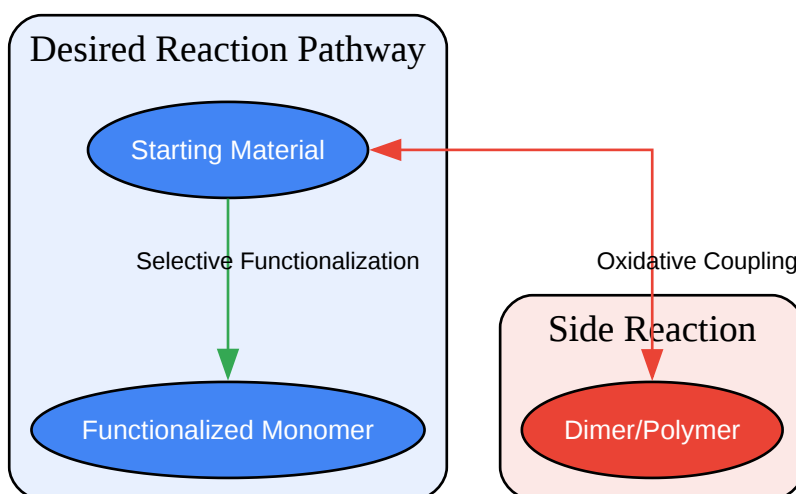 Desired Reaction Pathway
Starting Material
Selective Functionalization
Oxidative Coupling
Side Reaction
Functionalized Monomer
Dimer/Polymer